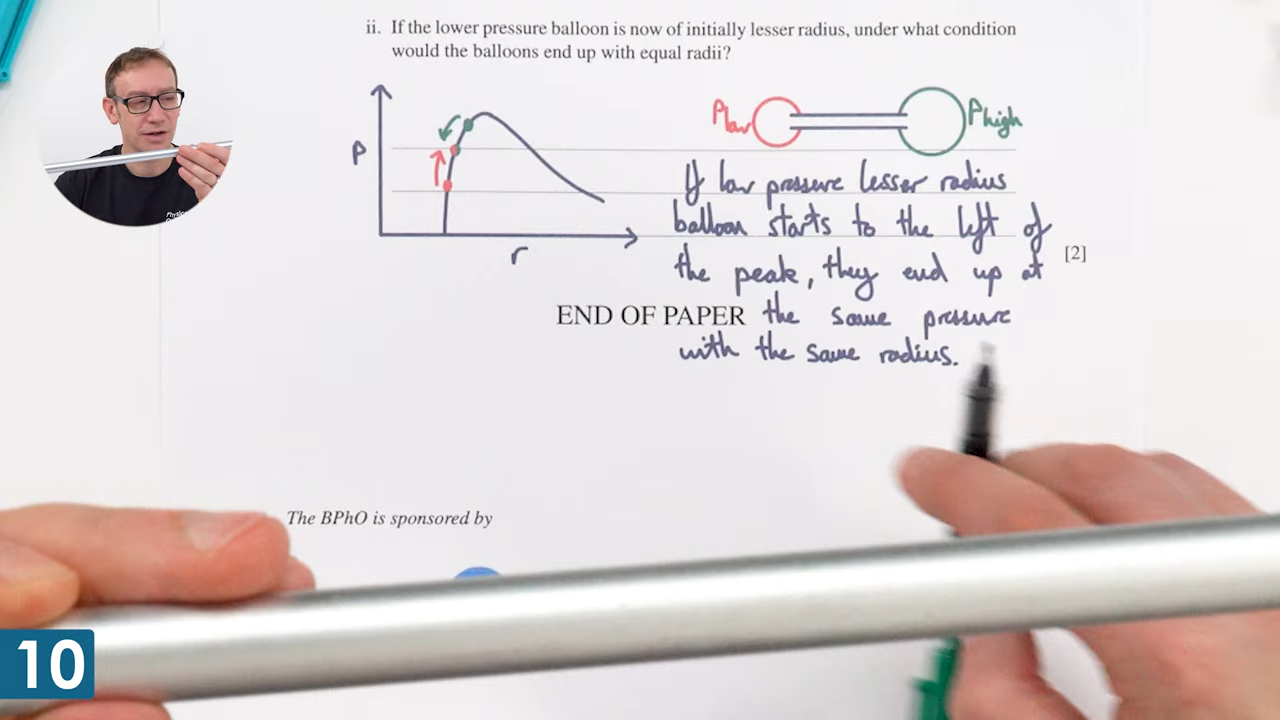 ii. If the lower pressure balloon is now of initially lesser radius, under what condition
would the balloons end up with equal radii?
P
r
Plow
Phigh
If low pressure lesser radius
balloon starts to the left of
the peak, they end up at
[2]
END OF PAPER
the same pressure
with the same radius.
The BPhO is sponsored by
10